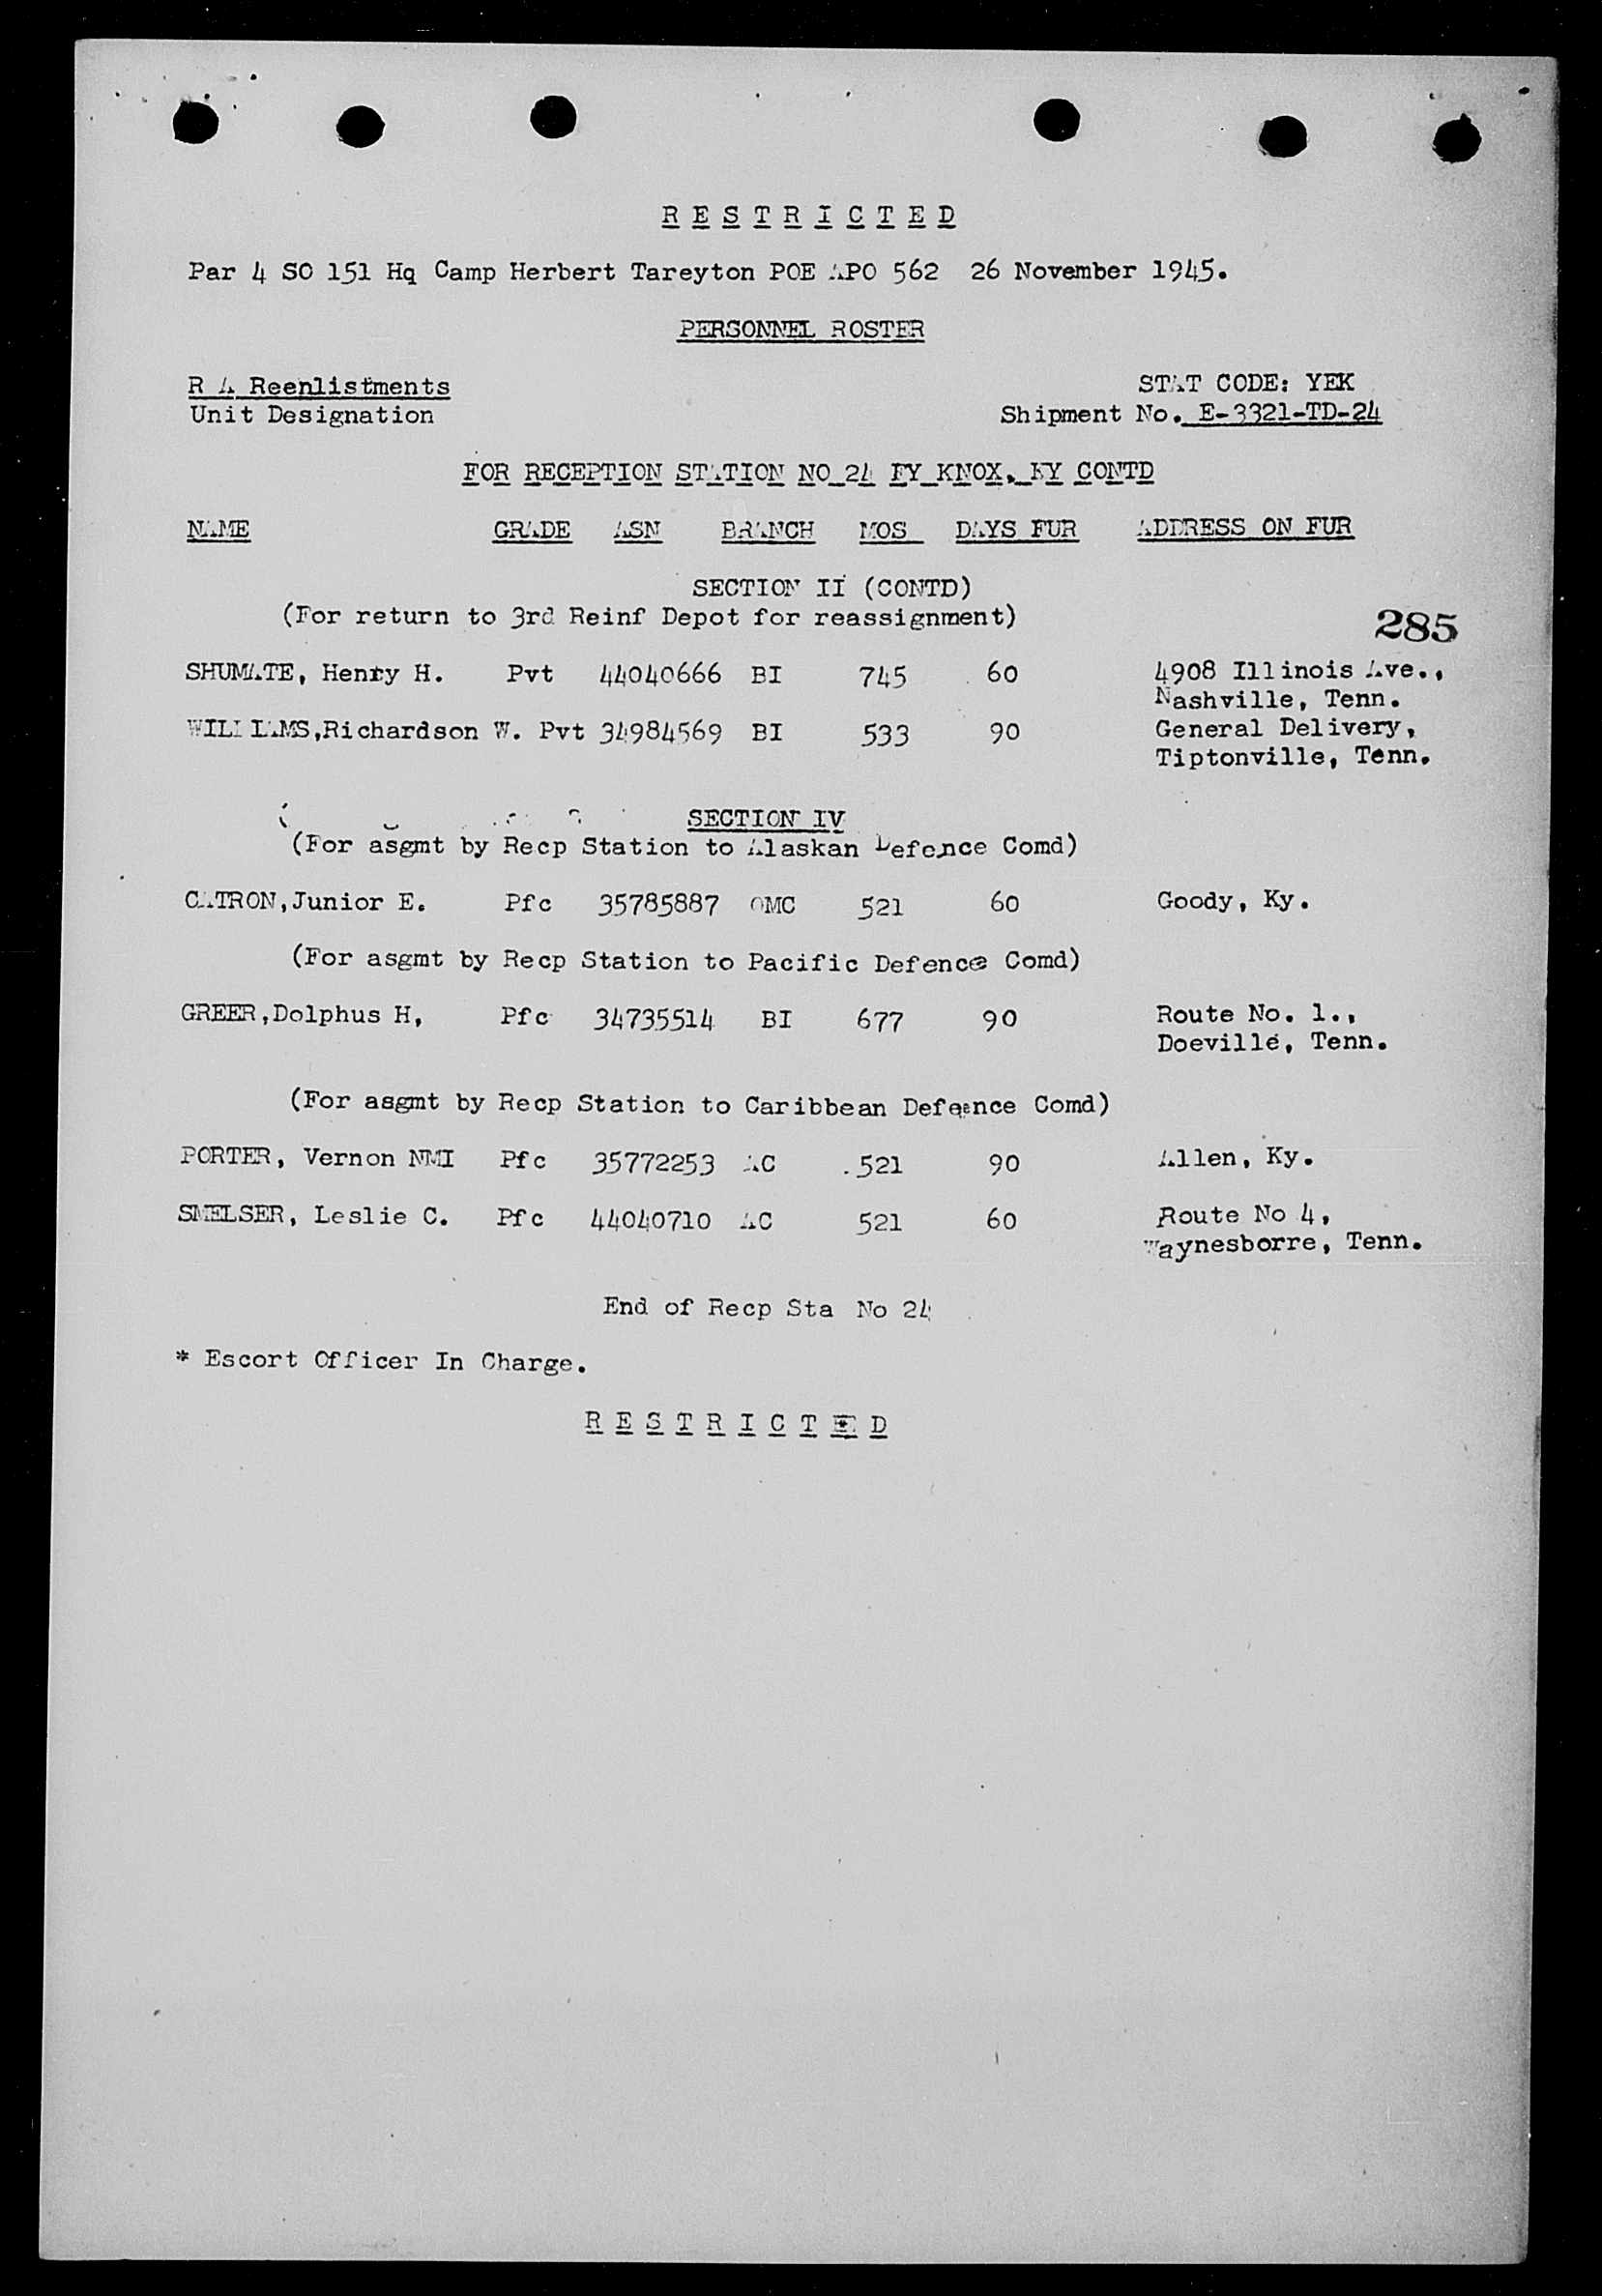 R E S T R I C T E D
Par 4 SO 151 Hq Camp Herbert Tareyton POE APO 562 26 November 1945.
PERSONNEL ROSTER
R A Reenlistments STAT CODE: YEK
Unit Designation Shipment No. E-3321-TD-24
FOR RECEPTION STATION NO 24 FY KNOX, KY CONTD
NAME GRADE ASN BRANCH MOS DAYS FUR ADDRESS ON FUR
SECTION II (CONTD)
(For return to 3rd Reinf Depot for reassignment)
285
SHUMATE, Henry H. Pvt 44040666 BI 745 60 4908 Illinois Ave.,
Nashville, Tenn.
WILLIAMS,Richardson W. Pvt 34984569 BI 533 90 General Delivery,
Tiptonville, Tenn.
SECTION IV
(For asgmt by Recp Station to Alaskan Defence Comd)
CATRON,Junior E. Pfc 35785887 QMC 521 60 Goody, Ky.
(For asgmt by Recp Station to Pacific Defence Comd)
GREER,Dolphus H, Pfc 34735514 BI 677 90 Route No. 1.,
Doeville, Tenn.
(For asgmt by Recp Station to Caribbean Defence Comd)
PORTER, Vernon NMI Pfc 35772253 AC 521 90 Allen, Ky.
SMELSER, Leslie C. Pfc 44040710 AC 521 60 Route No 4,
Waynesborre, Tenn.
End of Recp Sta No 24
* Escort Officer In Charge.
R E S T R I C T E D